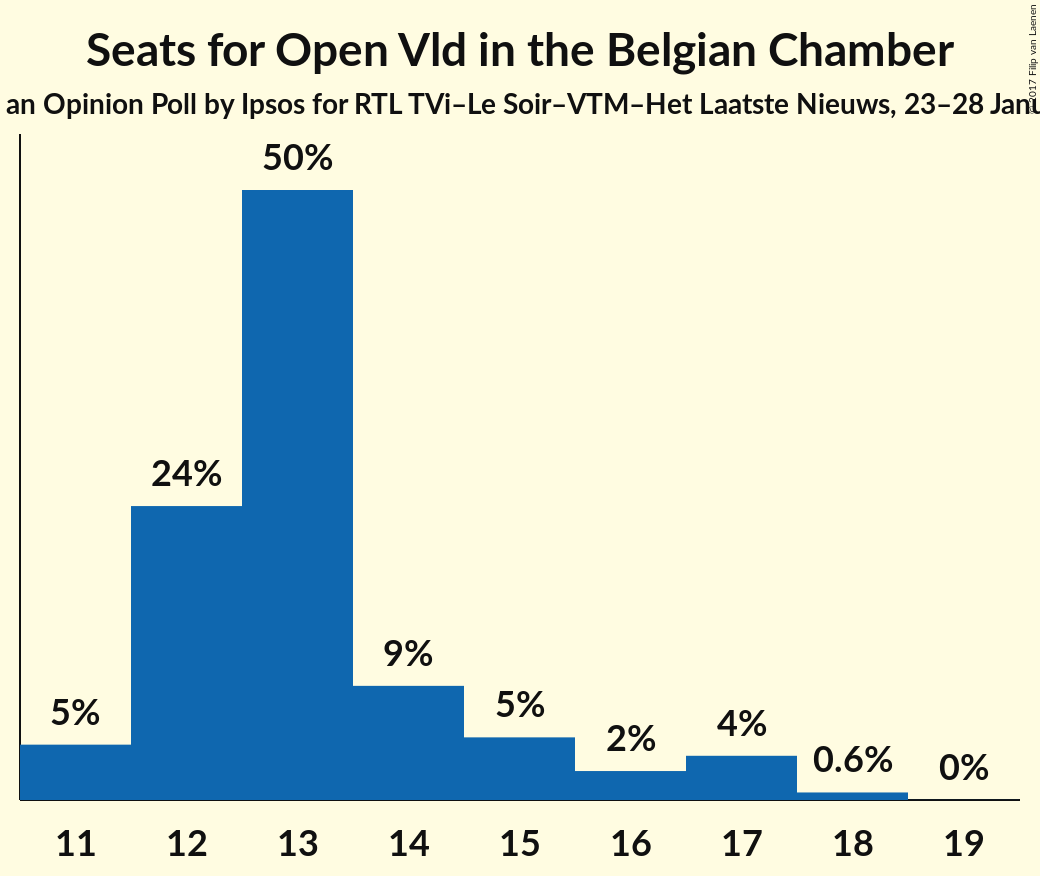 Seats for Open Vld in the Belgian Chamber
an Opinion Poll by Ipsos for RTL TVi–Le Soir–VTM–Het Laatste Nieuws, 23–28 Janu
© 2017 Filip van Laenen
50%
24%
9%
5%
5%
2%
4%
0.6%
0%
11 12 13 14 15 16 17 18 19